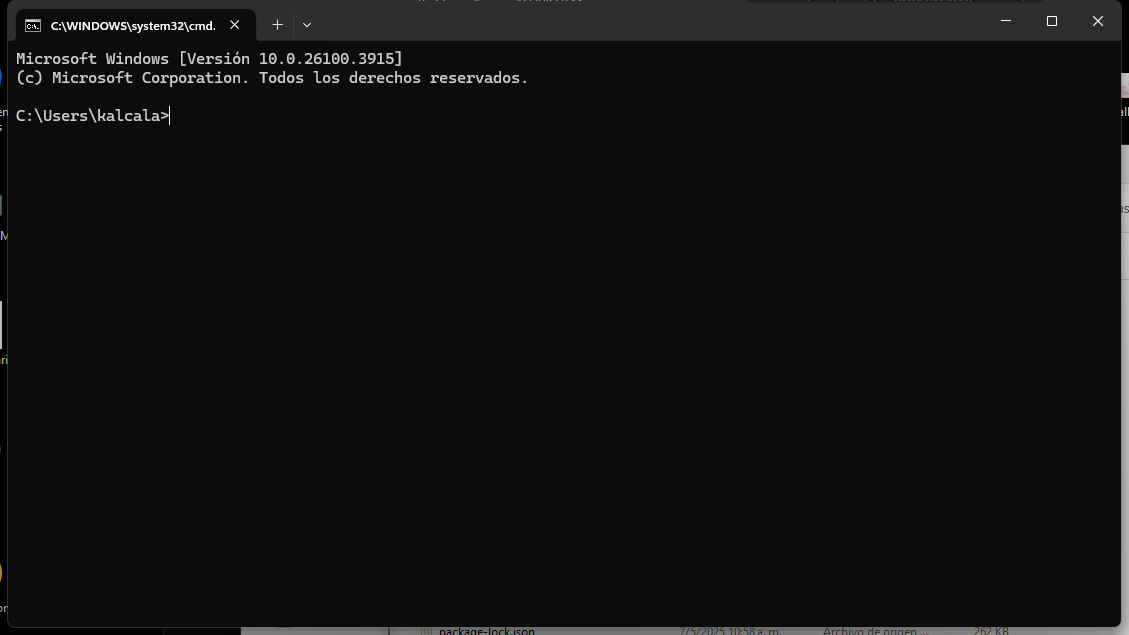 C:\WINDOWS\system32\cmd.
Microsoft Windows [Versión 10.0.26100.3915]
(c) Microsoft Corporation. Todos los derechos reservados.
C:\Users\kalcala>
package-lock.json 7/5/2025 10:58 a. m. Archivo de origen ... 262 KB